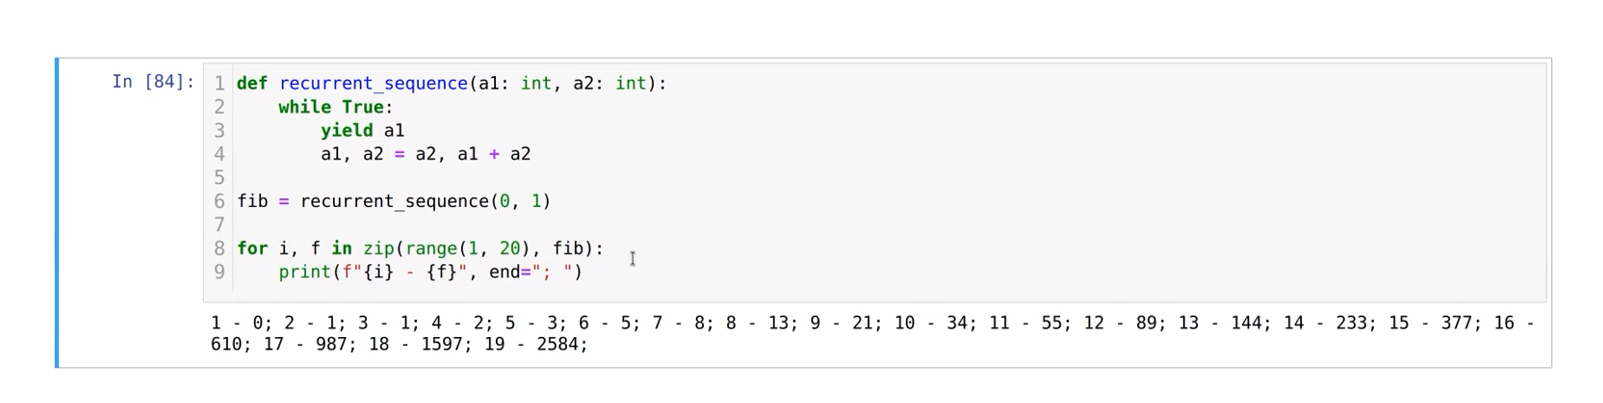 In [84]:
1 def recurrent_sequence(a1: int, a2: int):
2     while True:
3         yield a1
4         a1, a2 = a2, a1 + a2
5
6 fib = recurrent_sequence(0, 1)
7
8 for i, f in zip(range(1, 20), fib):
9     print(f"{i} - {f}", end="; ")
1 - 0; 2 - 1; 3 - 1; 4 - 2; 5 - 3; 6 - 5; 7 - 8; 8 - 13; 9 - 21; 10 - 34; 11 - 55; 12 - 89; 13 - 144; 14 - 233; 15 - 377; 16 -
610; 17 - 987; 18 - 1597; 19 - 2584;